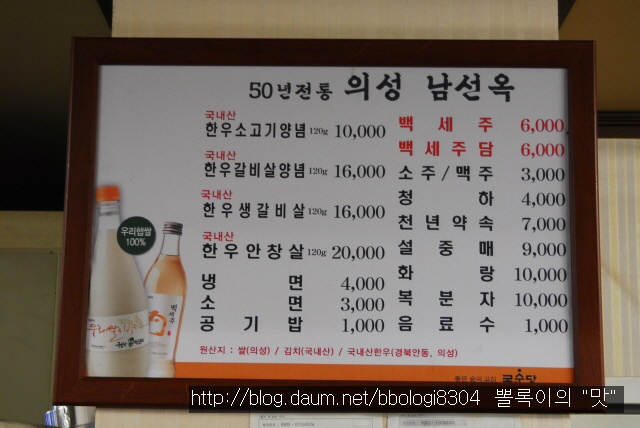 50년전통 의성 남선옥
국내산
한우소고기양념 120g 10,000
국내산
한우갈비살양념 120g 16,000
국내산
한우생갈비살 120g 16,000
국내산
한우안창살 120g 20,000
냉면 4,000
소면 3,000
공기밥 1,000
백세주 6,000
백세주담 6,000
소주/맥주 3,000
청하 4,000
천년약속 7,000
설중매 9,000
화랑 10,000
복분자 10,000
음료수 1,000
우리햅쌀
100%
백세주
원산지 : 쌀(의성) / 김치(국내산) / 국내산한우(경북안동, 의성)
국순당
http://blog.daum.net/bbologi8304 뽈록이의 "맛"